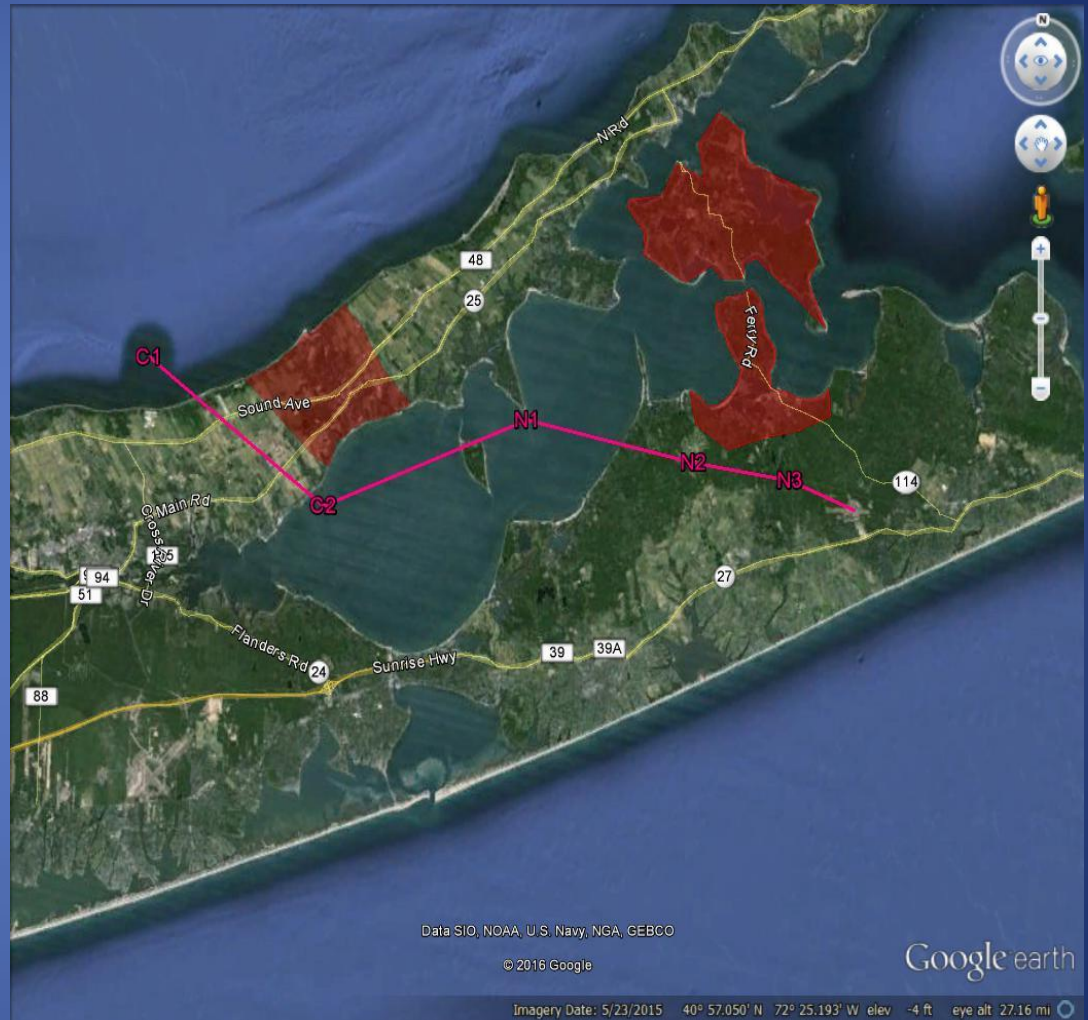 N
N Rd
48
25
Ferry Rd
C1
Sound Ave
N1
N2
N3
C2
114
Main Rd
Cross River Dr
94
51
27
Flanders Rd
24
Sunrise Hwy
39
39A
88
Data SIO, NOAA, U.S. Navy, NGA, GEBCO
© 2016 Google
Google earth
Imagery Date: 5/23/2015 40° 57.050' N 72° 25.193' W elev -4 ft eye alt 27.16 mi